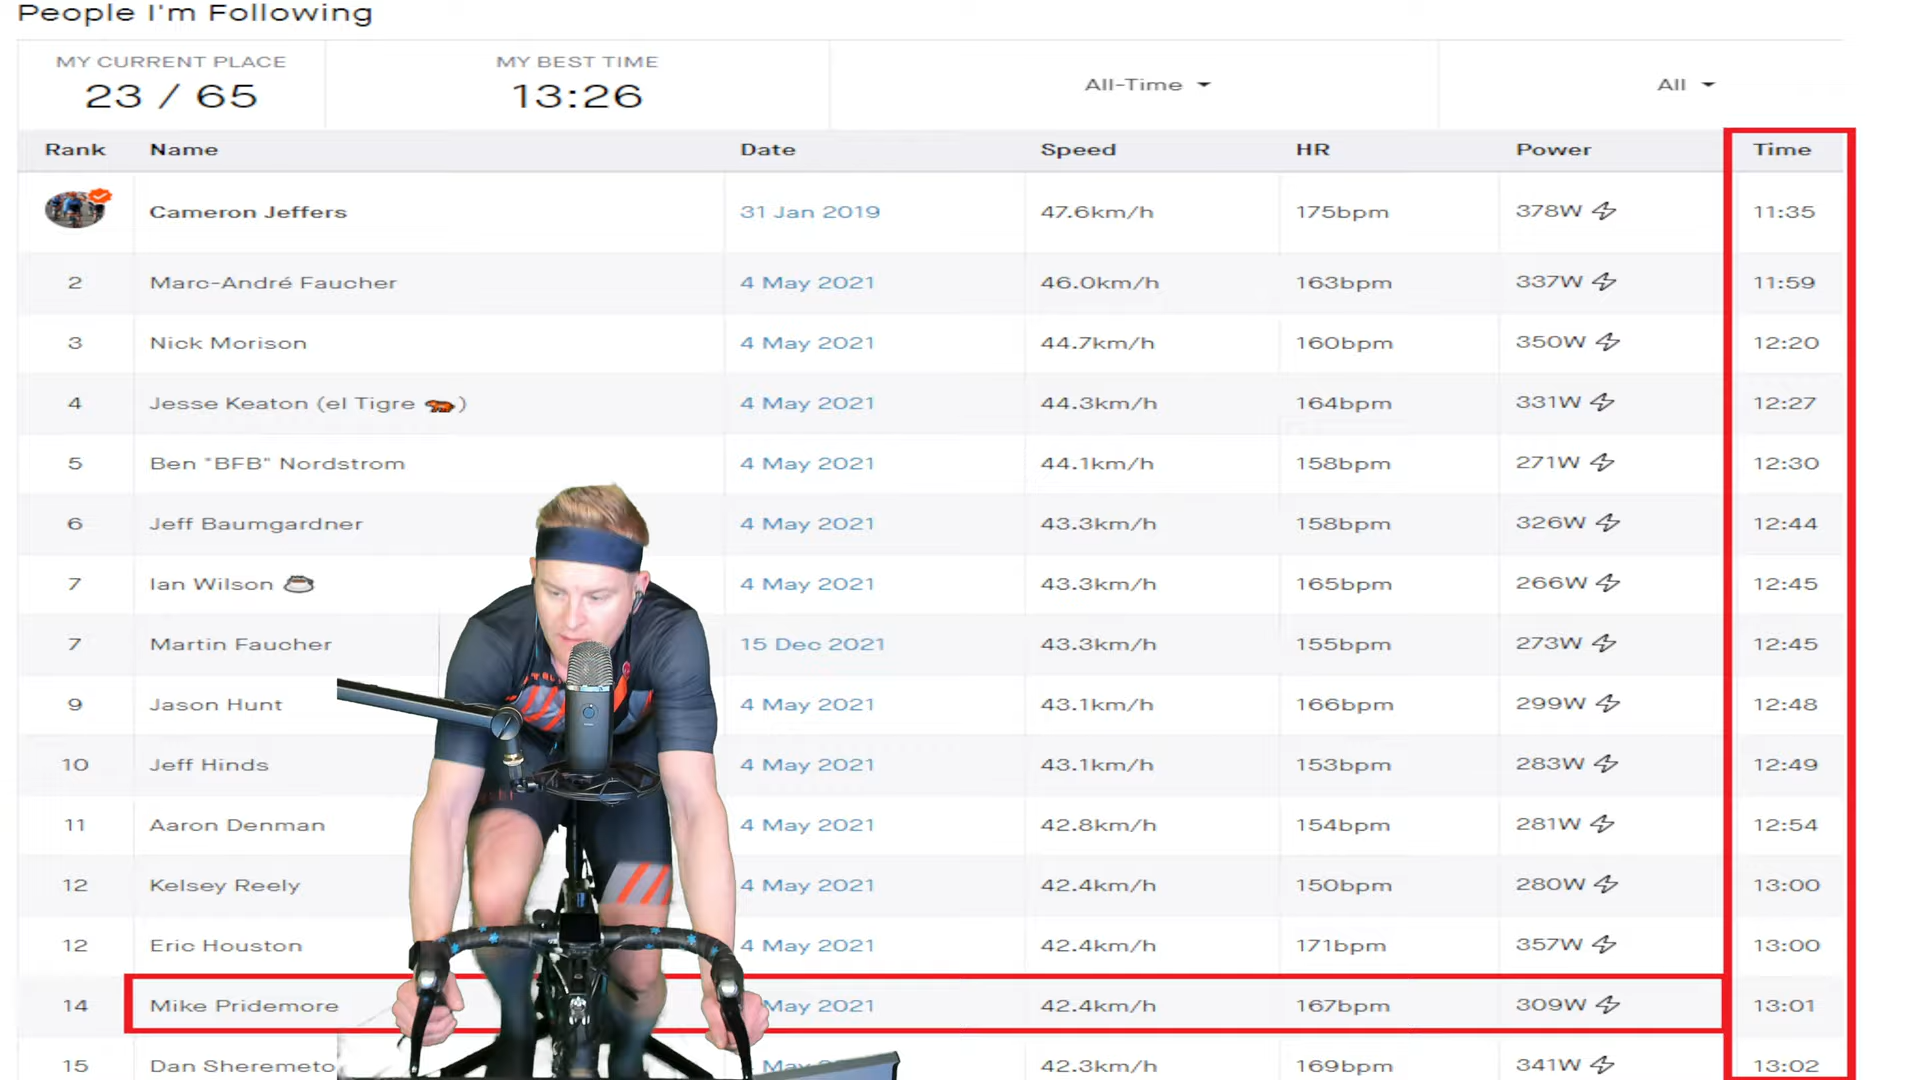 People I'm Following
MY CURRENT PLACE
23 / 65
MY BEST TIME
13:26
All-Time
All
Rank Name Date Speed HR Power Time
Cameron Jeffers 31 Jan 2019 47.6km/h 175bpm 378W 11:35
2 Marc-André Faucher 4 May 2021 46.0km/h 163bpm 337W 11:59
3 Nick Morison 4 May 2021 44.7km/h 160bpm 350W 12:20
4 Jesse Keaton (el Tigre 🐅) 4 May 2021 44.3km/h 164bpm 331W 12:27
5 Ben "BFB" Nordstrom 4 May 2021 44.1km/h 158bpm 271W 12:30
6 Jeff Baumgardner 4 May 2021 43.3km/h 158bpm 326W 12:44
7 Ian Wilson ☕ 4 May 2021 43.3km/h 165bpm 266W 12:45
7 Martin Faucher 15 Dec 2021 43.3km/h 155bpm 273W 12:45
9 Jason Hunt 4 May 2021 43.1km/h 166bpm 299W 12:48
10 Jeff Hinds 4 May 2021 43.1km/h 153bpm 283W 12:49
11 Aaron Denman 4 May 2021 42.8km/h 154bpm 281W 12:54
12 Kelsey Reely 4 May 2021 42.4km/h 150bpm 280W 13:00
12 Eric Houston 4 May 2021 42.4km/h 171bpm 357W 13:00
14 Mike Pridemore May 2021 42.4km/h 167bpm 309W 13:01
15 Dan Sheremeto May 42.3km/h 169bpm 341W 13:02